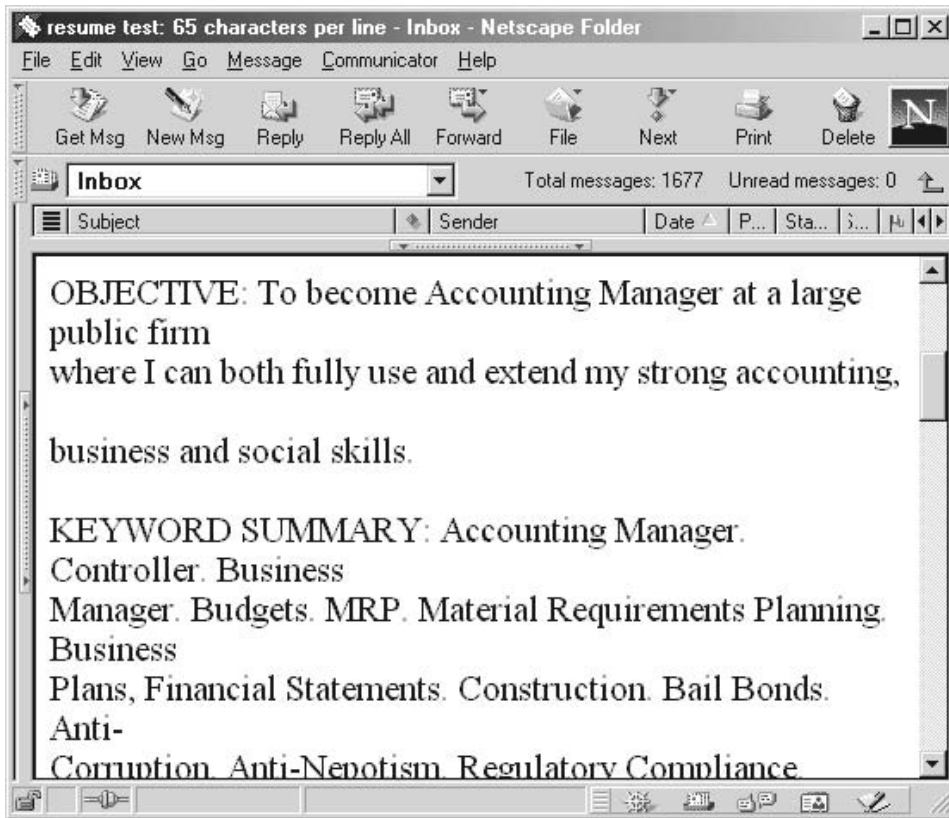 resume test: 65 characters per line - Inbox - Netscape Folder
File Edit View Go Message Communicator Help
Get Msg New Msg Reply Reply All Forward File Next Print Delete N
Inbox Total messages: 1677 Unread messages: 0
Subject Sender Date P... Sta...
OBJECTIVE: To become Accounting Manager at a large
public firm
where I can both fully use and extend my strong accounting,
business and social skills.
KEYWORD SUMMARY: Accounting Manager.
Controller. Business
Manager. Budgets. MRP. Material Requirements Planning.
Business
Plans, Financial Statements. Construction. Bail Bonds.
Anti-
Corruption. Anti-Nepotism. Regulatory Compliance.